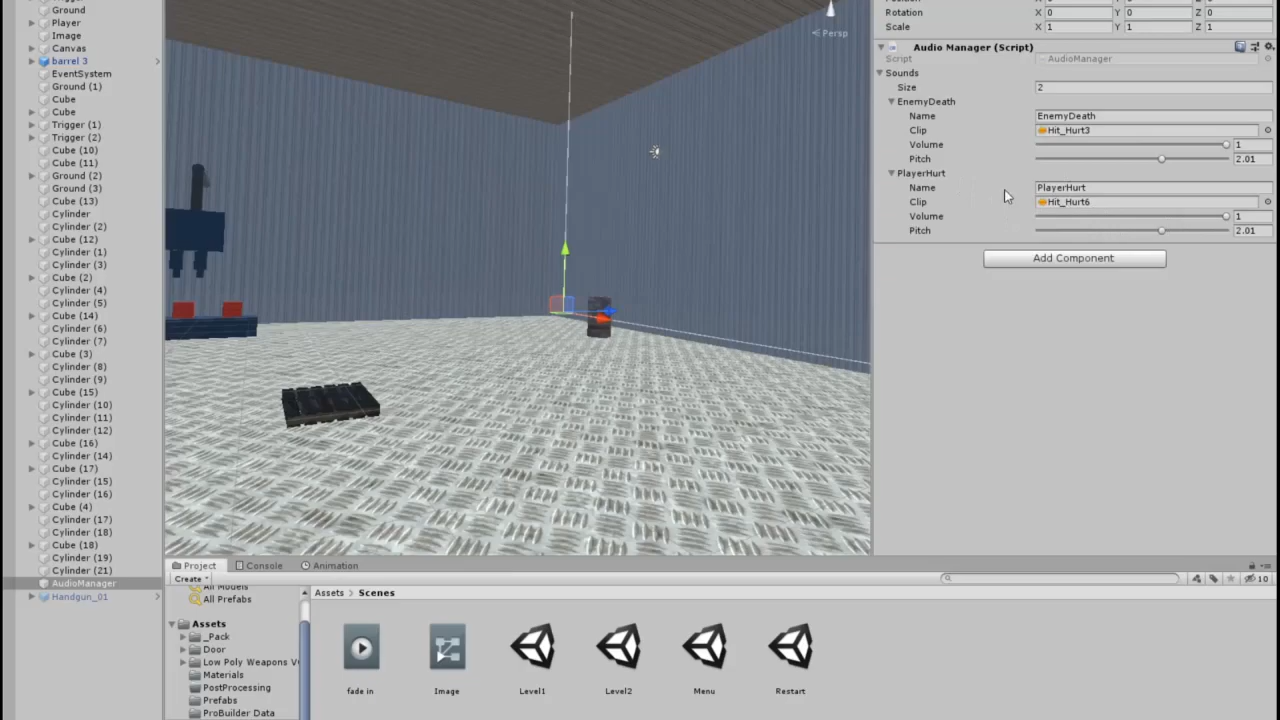 Ground
Player
Image
Canvas
barrel 3
EventSystem
Ground (1)
Cube
Cube
Trigger (1)
Trigger (2)
Cube (10)
Cube (11)
Ground (2)
Ground (3)
Cube (13)
Cylinder
Cylinder (2)
Cube (12)
Cylinder (1)
Cylinder (3)
Cube (2)
Cylinder (4)
Cylinder (5)
Cube (14)
Cylinder (6)
Cylinder (7)
Cube (3)
Cylinder (8)
Cylinder (9)
Cube (15)
Cylinder (10)
Cylinder (11)
Cylinder (12)
Cube (16)
Cylinder (14)
Cube (17)
Cylinder (15)
Cylinder (16)
Cube (4)
Cylinder (17)
Cylinder (18)
Cube (18)
Cylinder (19)
Cylinder (21)
AudioManager
Handgun_01
Persp
Rotation X 0 Y 0 Z 0
Scale X 1 Y 1 Z 1
Audio Manager (Script)
Script AudioManager
Sounds
Size 2
EnemyDeath
Name EnemyDeath
Clip Hit_Hurt3
Volume 1
Pitch 2.01
PlayerHurt
Name PlayerHurt
Clip Hit_Hurt6
Volume 1
Pitch 2.01
Add Component
Project Console Animation
Create
10
All Models
All Prefabs
Assets
_Pack
Door
Low Poly Weapons V
Materials
PostProcessing
Prefabs
ProBuilder Data
Assets > Scenes
fade in Image Level1 Level2 Menu Restart